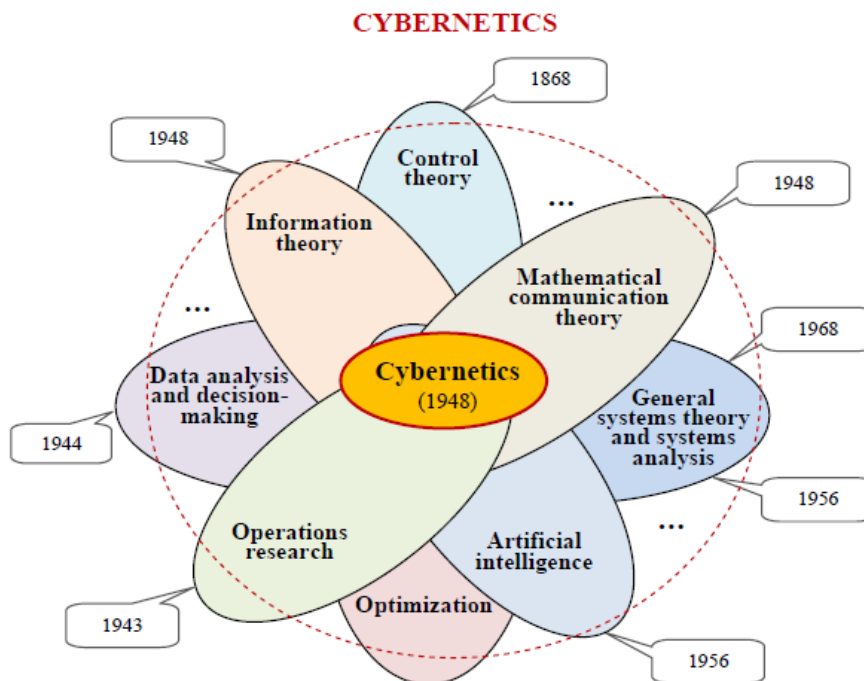 CYBERNETICS
1868
1948
Control
theory
1948
...
Information
theory
Mathematical
communication
theory
...
1968
Cybernetics
(1948)
Data analysis
and decision-
making
General
systems theory
and systems
analysis
1944
1956
...
Operations
research
Artificial
intelligence
Optimization
1943
1956